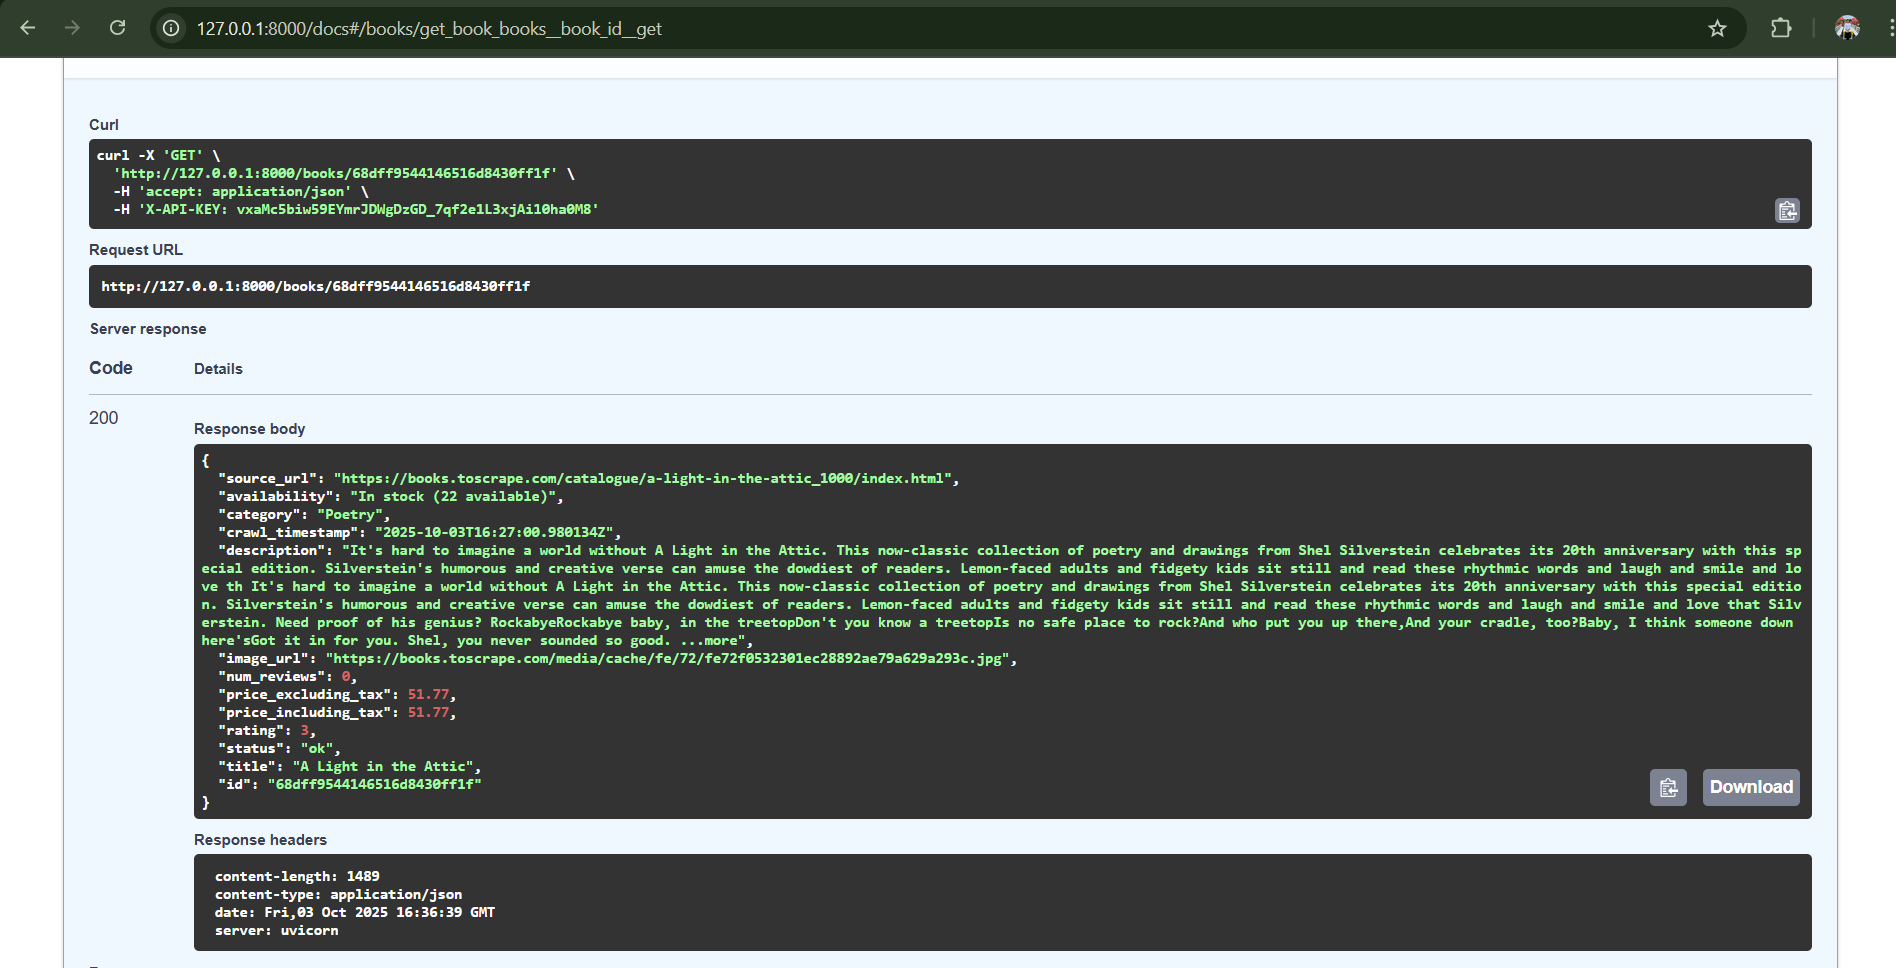 127.0.0.1:8000/docs#/books/get_book_books__book_id__get
Curl
curl -X 'GET' \
'http://127.0.0.1:8000/books/68dff9544146516d8430ff1f' \
-H 'accept: application/json' \
-H 'X-API-KEY: vxaMc5biw59EYmrJDWgDzGD_7qf2e1L3xjAi10ha0M8'
Request URL
http://127.0.0.1:8000/books/68dff9544146516d8430ff1f
Server response
Code Details
200
Response body
{
"source_url": "https://books.toscrape.com/catalogue/a-light-in-the-attic_1000/index.html",
"availability": "In stock (22 available)",
"category": "Poetry",
"crawl_timestamp": "2025-10-03T16:27:00.980134Z",
"description": "It's hard to imagine a world without A Light in the Attic. This now-classic collection of poetry and drawings from Shel Silverstein celebrates its 20th anniversary with this sp
ecial edition. Silverstein's humorous and creative verse can amuse the dowdiest of readers. Lemon-faced adults and fidgety kids sit still and read these rhythmic words and laugh and smile and lo
ve th It's hard to imagine a world without A Light in the Attic. This now-classic collection of poetry and drawings from Shel Silverstein celebrates its 20th anniversary with this special editio
n. Silverstein's humorous and creative verse can amuse the dowdiest of readers. Lemon-faced adults and fidgety kids sit still and read these rhythmic words and laugh and smile and love that Silv
erstein. Need proof of his genius? RockabyeRockabye baby, in the treetopDon't you know a treetopIs no safe place to rock?And who put you up there,And your cradle, too?Baby, I think someone down
here'sGot it in for you. Shel, you never sounded so good. ...more",
"image_url": "https://books.toscrape.com/media/cache/fe/72/fe72f0532301ec28892ae79a629a293c.jpg",
"num_reviews": 0,
"price_excluding_tax": 51.77,
"price_including_tax": 51.77,
"rating": 3,
"status": "ok",
"title": "A Light in the Attic",
"id": "68dff9544146516d8430ff1f"
}
Download
Response headers
content-length: 1489
content-type: application/json
date: Fri,03 Oct 2025 16:36:39 GMT
server: uvicorn